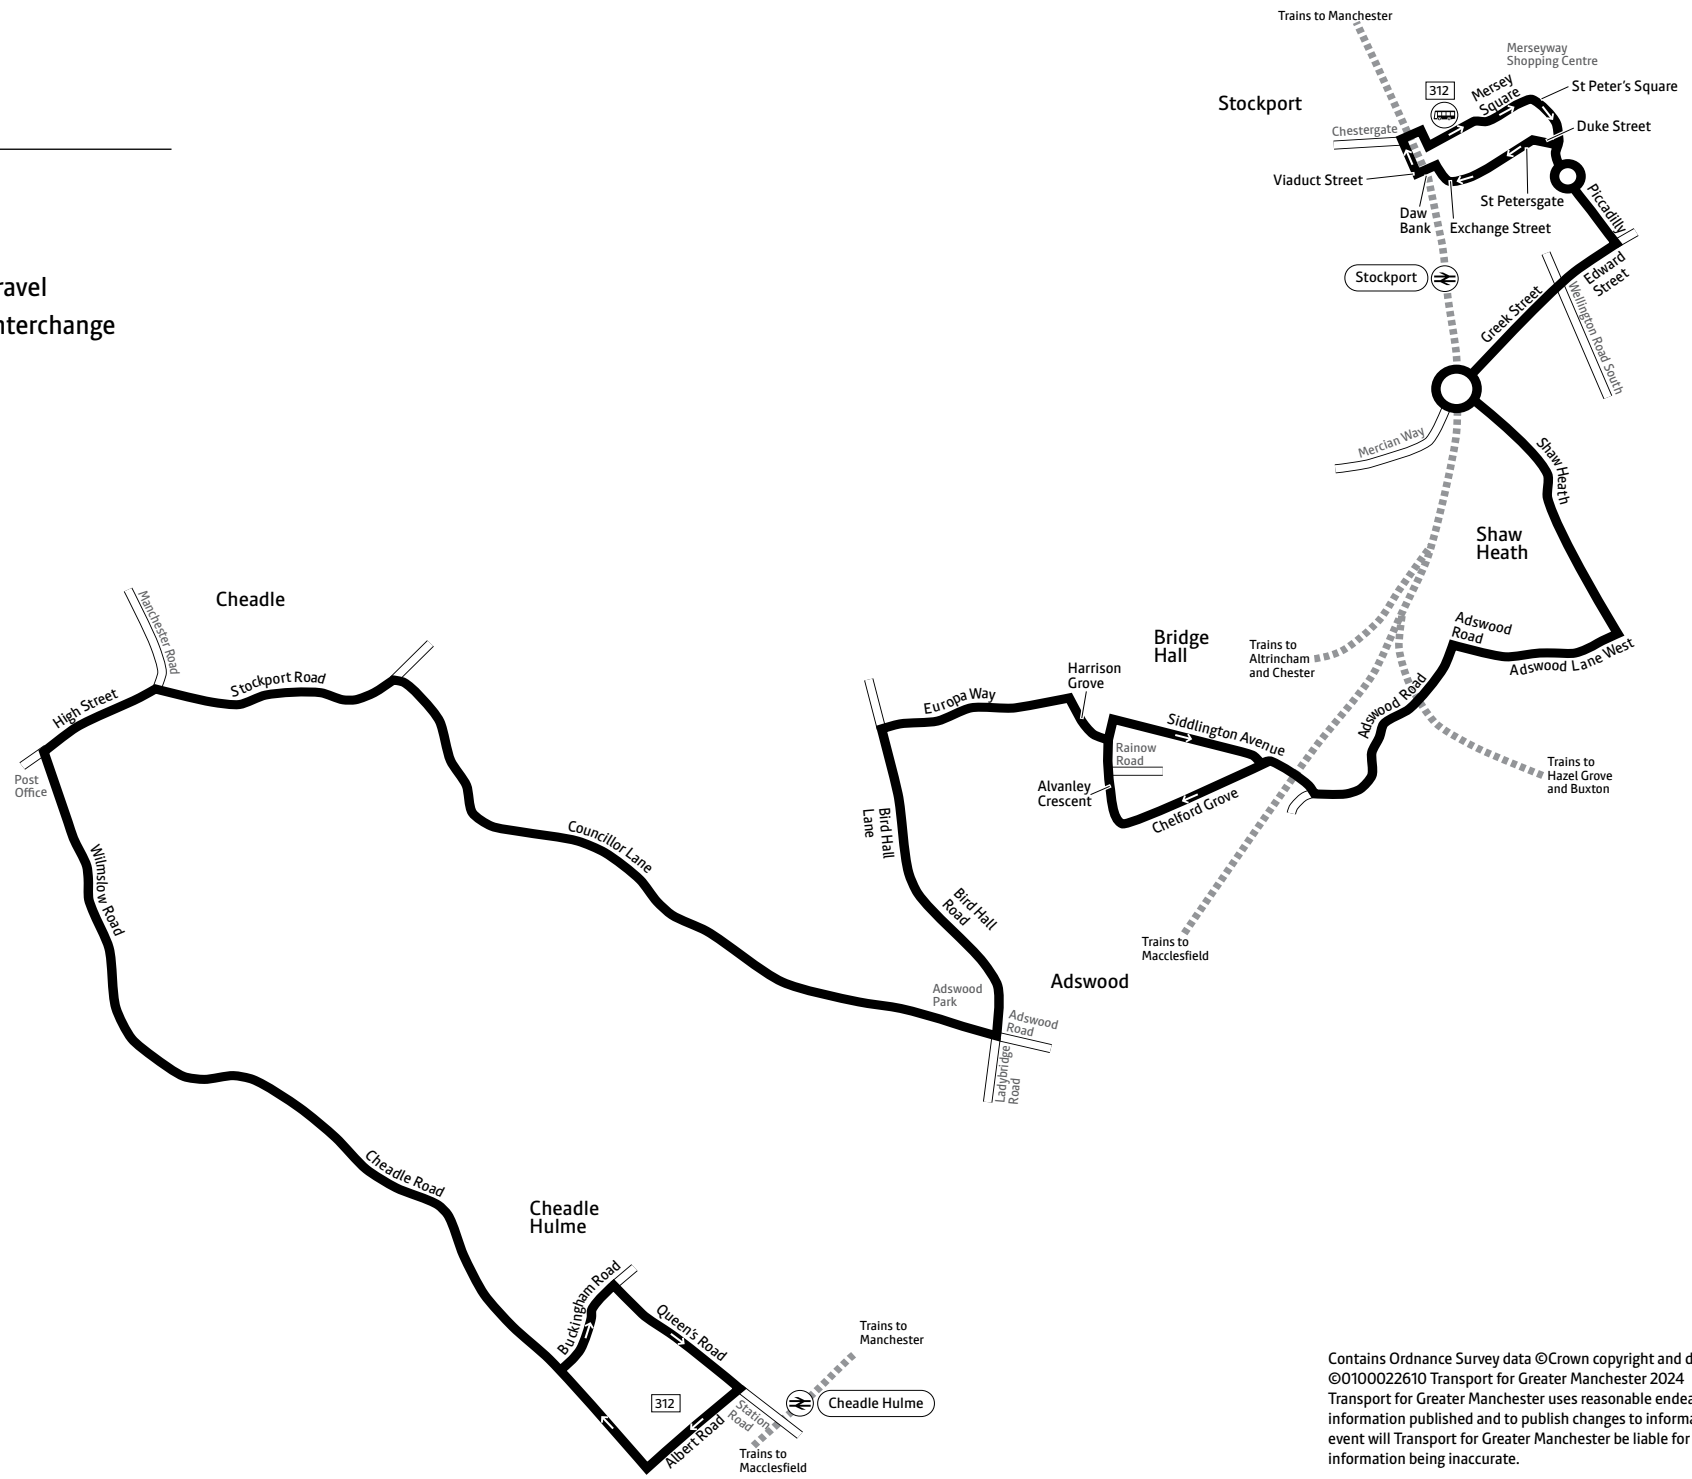 Trains to Manchester
Merseyway
Shopping Centre
312
Mersey
Square
St Peter's Square
Stockport
Chestergate
Duke Street
Viaduct Street
Piccadilly
St Petersgate
Daw
Bank
Exchange Street
Edward
Street
Stockport
Greek Street
Wellington Road South
ravel
nterchange
Mercian Way
Shaw Heath
Shaw
Heath
Cheadle
Manchester Road
Adswood
Road
Bridge
Hall
Trains to
Altrincham
and Chester
Adswood Lane West
Harrison
Grove
Stockport Road
High Street
Europa Way
Siddlington Avenue
Adswood Road
Rainow
Road
Post
Office
Alvanley
Crescent
Chelford Grove
Trains to
Hazel Grove
and Buxton
Bird Hall
Lane
Councillor Lane
Wilmslow Road
Bird Hall
Road
Trains to
Macclesfield
Adswood
Adswood
Park
Adswood
Road
Ladybridge
Road
Cheadle Road
Cheadle
Hulme
Buckingham Road
Queen's Road
Trains to
Manchester
312
Cheadle Hulme
Station
Road
Albert Road
Trains to
Macclesfield
Contains Ordnance Survey data ©Crown copyright and d
©0100022610 Transport for Greater Manchester 2024
Transport for Greater Manchester uses reasonable endea
information published and to publish changes to informa
event will Transport for Greater Manchester be liable for
information being inaccurate.